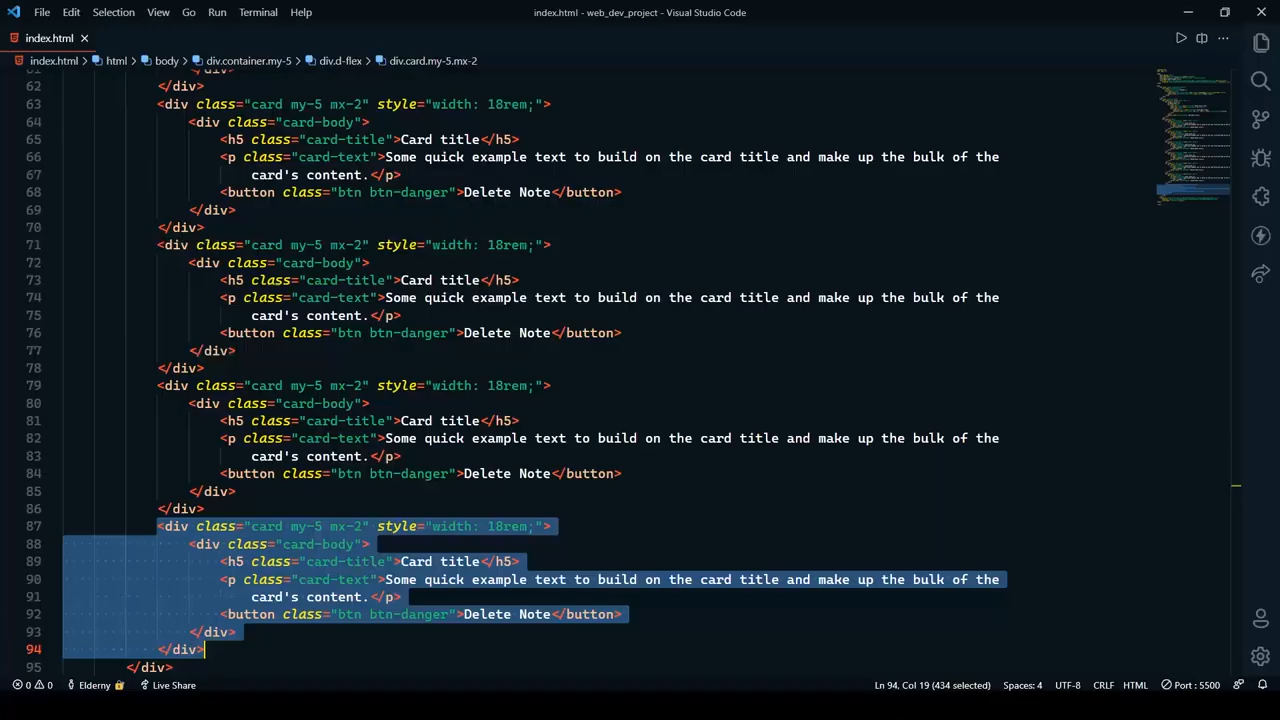 File Edit Selection View Go Run Terminal Help
index.html - web_dev_project - Visual Studio Code
index.html
index.html > html > body > div.container.my-5 > div.d-flex > div.card.my-5.mx-2
61 </div>
62 </div>
63 <div class="card my-5 mx-2" style="width: 18rem;">
64 <div class="card-body">
65 <h5 class="card-title">Card title</h5>
66 <p class="card-text">Some quick example text to build on the card title and make up the bulk of the
67 card's content.</p>
68 <button class="btn btn-danger">Delete Note</button>
69 </div>
70 </div>
71 <div class="card my-5 mx-2" style="width: 18rem;">
72 <div class="card-body">
73 <h5 class="card-title">Card title</h5>
74 <p class="card-text">Some quick example text to build on the card title and make up the bulk of the
75 card's content.</p>
76 <button class="btn btn-danger">Delete Note</button>
77 </div>
78 </div>
79 <div class="card my-5 mx-2" style="width: 18rem;">
80 <div class="card-body">
81 <h5 class="card-title">Card title</h5>
82 <p class="card-text">Some quick example text to build on the card title and make up the bulk of the
83 card's content.</p>
84 <button class="btn btn-danger">Delete Note</button>
85 </div>
86 </div>
87 <div class="card my-5 mx-2" style="width: 18rem;">
88 <div class="card-body">
89 <h5 class="card-title">Card title</h5>
90 <p class="card-text">Some quick example text to build on the card title and make up the bulk of the
91 card's content.</p>
92 <button class="btn btn-danger">Delete Note</button>
93 </div>
94 </div>
95 </div>
0 0 Elderny Live Share Ln 94, Col 19 (434 selected) Spaces: 4 UTF-8 CRLF HTML Port : 5500